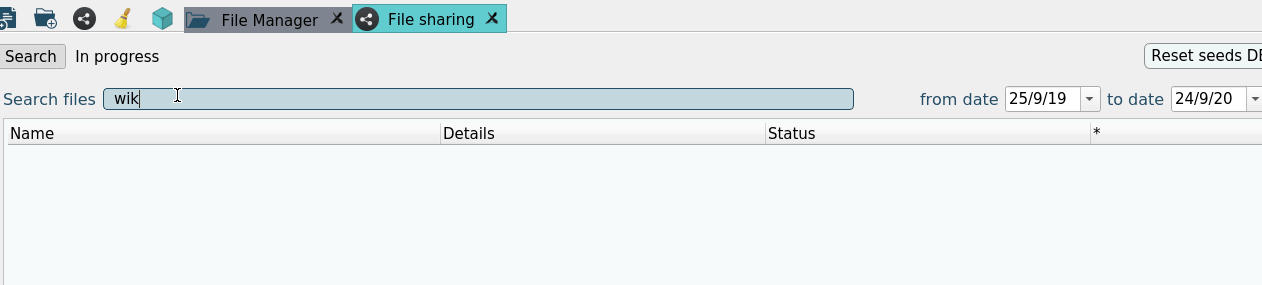 File Manager File sharing
Search In progress Reset seeds
Search files wik from date 25/9/19 to date 24/9/20
Name Details Status *